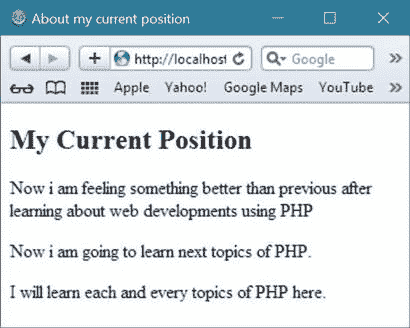 About my current position
http://localhost
Google
Apple Yahoo! Google Maps YouTube
My Current Position
Now i am feeling something better than previous after
learning about web developments using PHP
Now i am going to learn next topics of PHP.
I will learn each and every topics of PHP here.